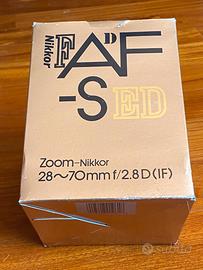 Nikkor
AF
-S ED
Zoom-Nikkor
28~70mm f/2.8D(IF)
subito